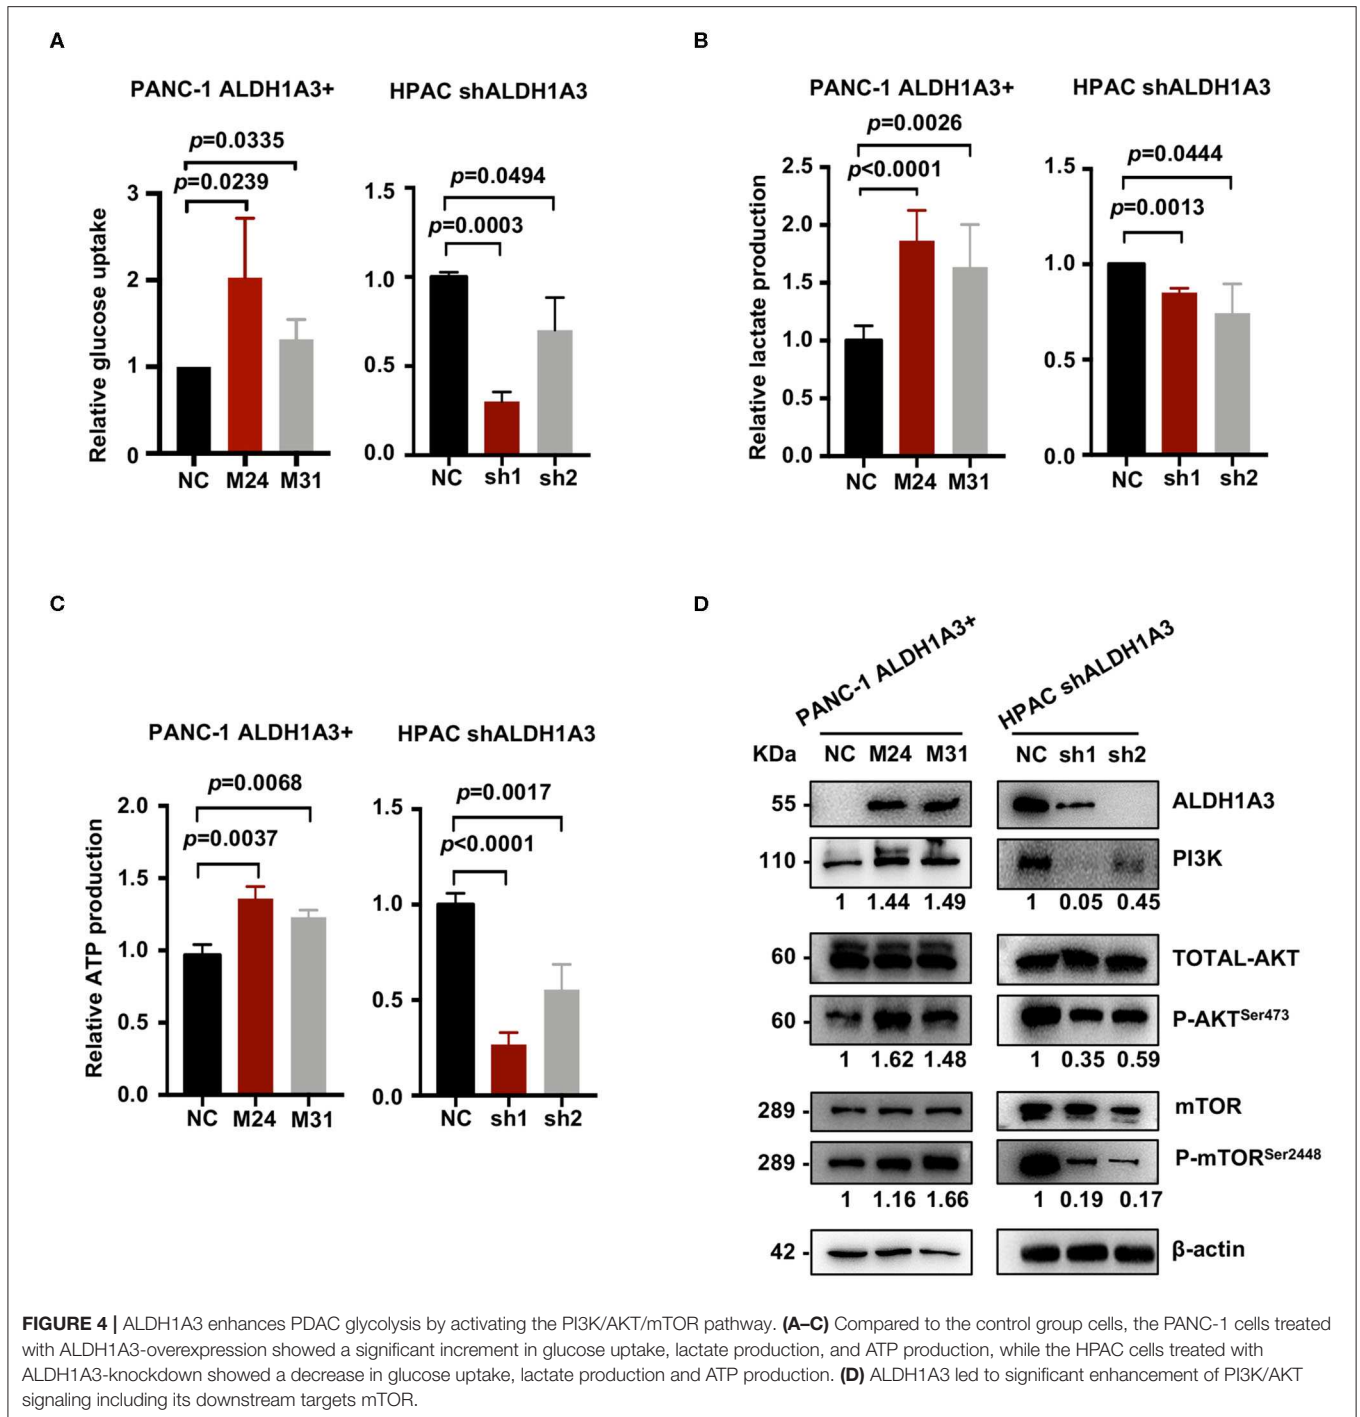 A
PANC-1 ALDH1A3+
p=0.0335
p=0.0239
3
2
1
0
Relative glucose uptake
NC M24 M31
HPAC shALDH1A3
p=0.0494
p=0.0003
1.5
1.0
0.5
0.0
NC sh1 sh2
B
PANC-1 ALDH1A3+
p=0.0026
p<0.0001
2.5
2.0
1.5
1.0
0.5
0.0
Relative lactate production
NC M24 M31
HPAC shALDH1A3
p=0.0444
p=0.0013
1.5
1.0
0.5
0.0
NC sh1 sh2
C
PANC-1 ALDH1A3+
p=0.0068
p=0.0037
2.0
1.5
1.0
0.5
0.0
Relative ATP production
NC M24 M31
HPAC shALDH1A3
p=0.0017
p<0.0001
1.5
1.0
0.5
0.0
NC sh1 sh2
D
PANC-1 ALDH1A3+
HPAC shALDH1A3
KDa NC M24 M31 NC sh1 sh2
55 - ALDH1A3
110 - PI3K
1 1.44 1.49 1 0.05 0.45
60 - TOTAL-AKT
60 - P-AKTSer473
1 1.62 1.48 1 0.35 0.59
289 - mTOR
289 - P-mTORSer2448
1 1.16 1.66 1 0.19 0.17
42 - β-actin
FIGURE 4 | ALDH1A3 enhances PDAC glycolysis by activating the PI3K/AKT/mTOR pathway. (A–C) Compared to the control group cells, the PANC-1 cells treated
with ALDH1A3-overexpression showed a significant increment in glucose uptake, lactate production, and ATP production, while the HPAC cells treated with
ALDH1A3-knockdown showed a decrease in glucose uptake, lactate production and ATP production. (D) ALDH1A3 led to significant enhancement of PI3K/AKT
signaling including its downstream targets mTOR.